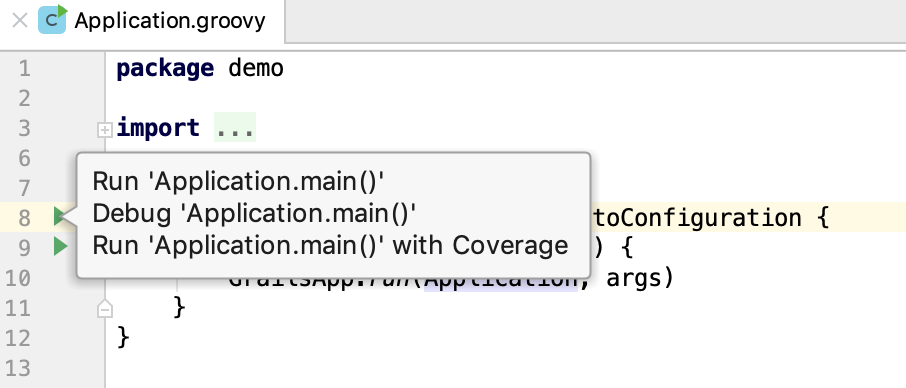 Application.groovy
1 package demo
2
3 import ...
6
7
Run 'Application.main()'
Debug 'Application.main()'
Run 'Application.main()' with Coverage
8 toConfiguration {
9 ) {
10 GrailsApp.run(Application, args)
11 }
12 }
13